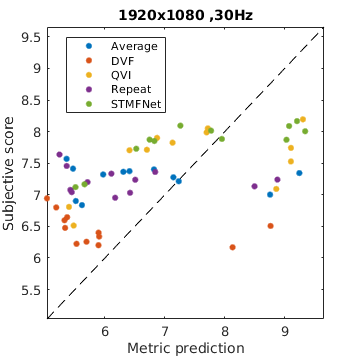 1920x1080 ,30Hz
Average
DVF
QVI
Repeat
STMFNet
Subjective score
9.5
9
8.5
8
7.5
7
6.5
6
5.5
6
7
8
9
Metric prediction